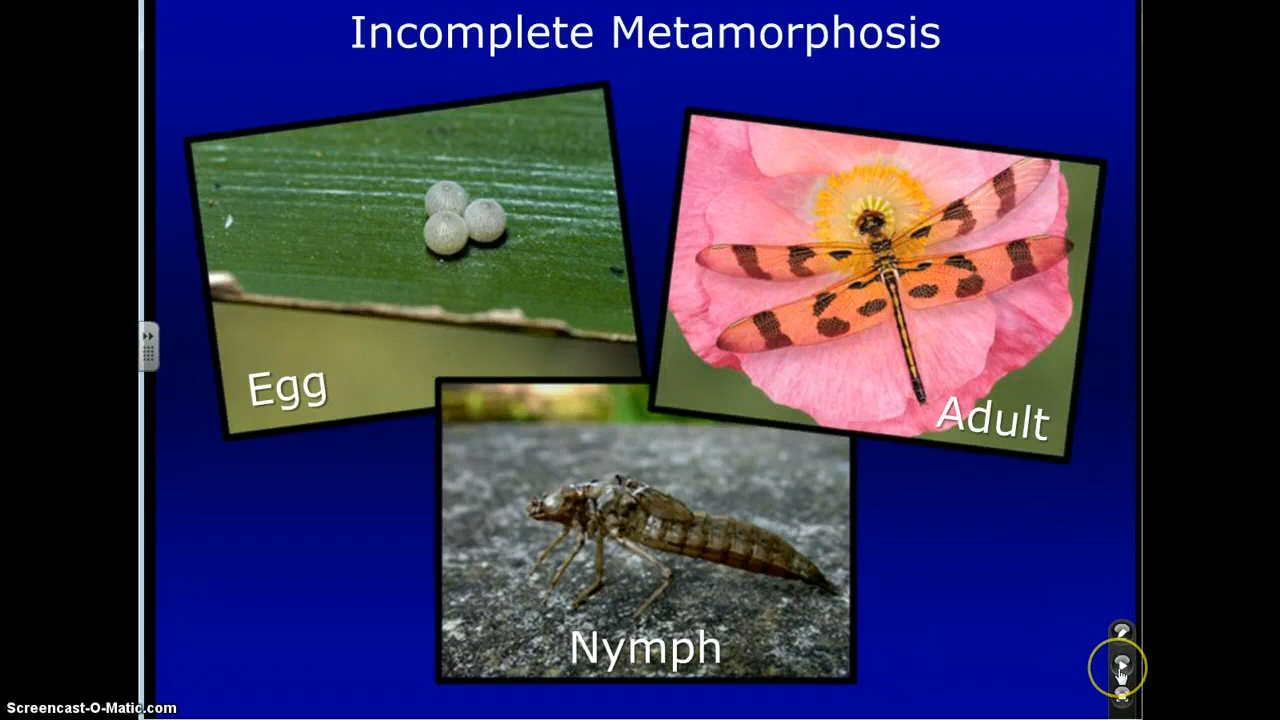 Incomplete Metamorphosis
Egg
Adult
Nymph
Screencast-O-Matic.com